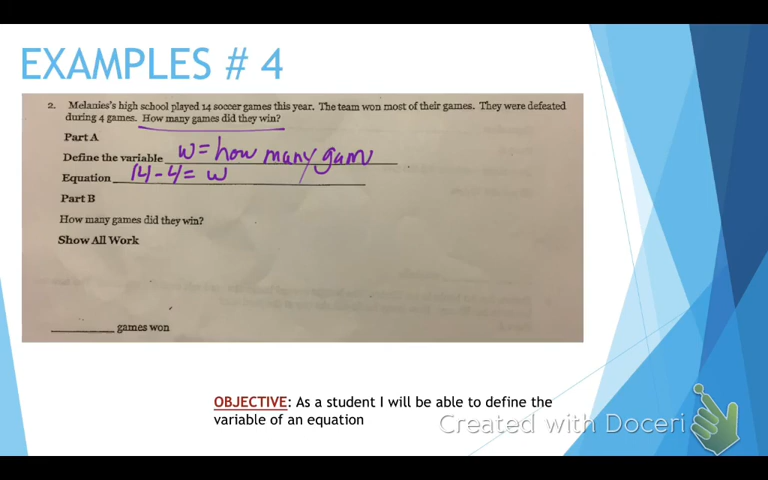 EXAMPLES # 4
2. Melanies's high school played 14 soccer games this year. The team won most of their games. They were defeated
during 4 games. How many games did they win?
Part A
Define the variable w = how many gam
Equation 14 - 4 = w
Part B
How many games did they win?
Show All Work
games won
OBJECTIVE: As a student I will be able to define the
variable of an equation
Created with Doceri